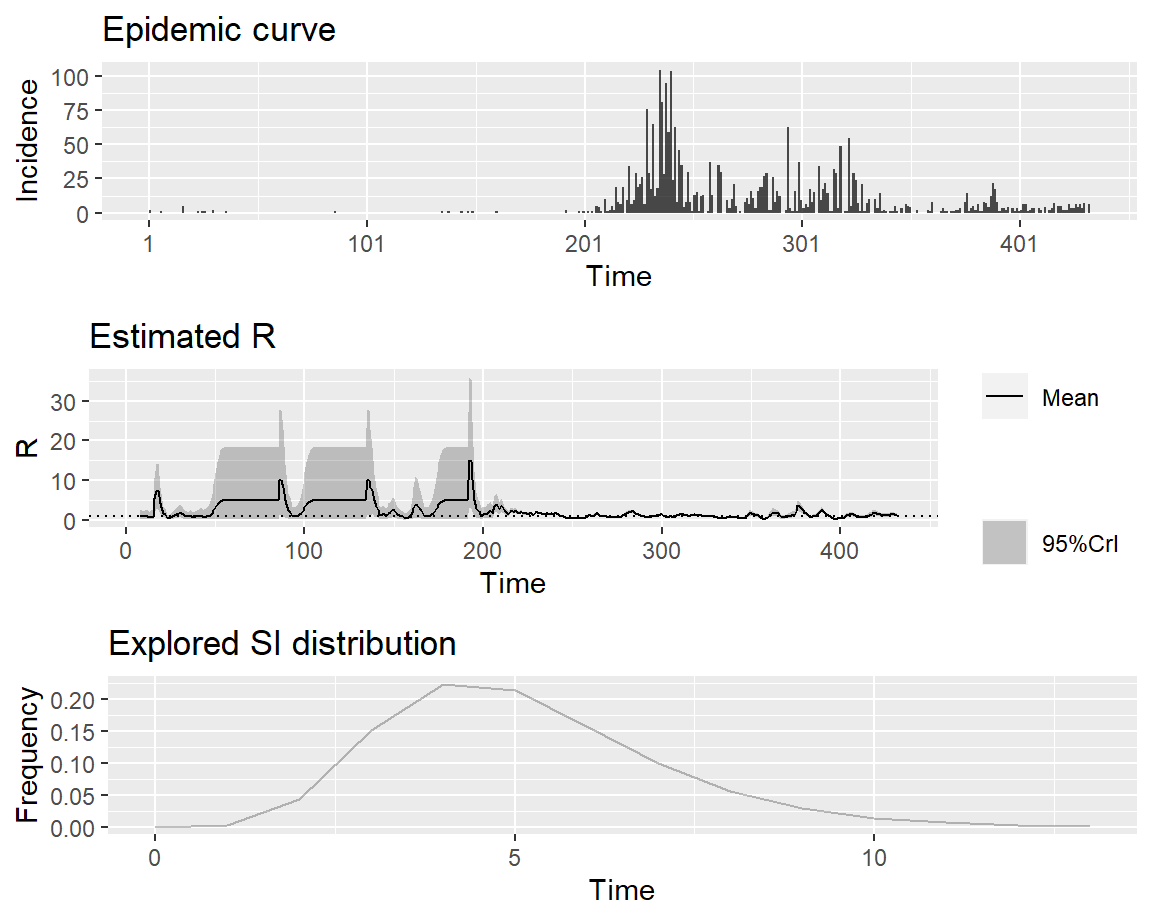 Epidemic curve
100
75
50
25
0
Incidence
1 101 201 301 401
Time
Estimated R
30
20
10
0
R
0 100 200 300 400
Time
Mean
95%CrI
Explored SI distribution
0.20
0.15
0.10
0.05
0.00
Frequency
0 5 10
Time